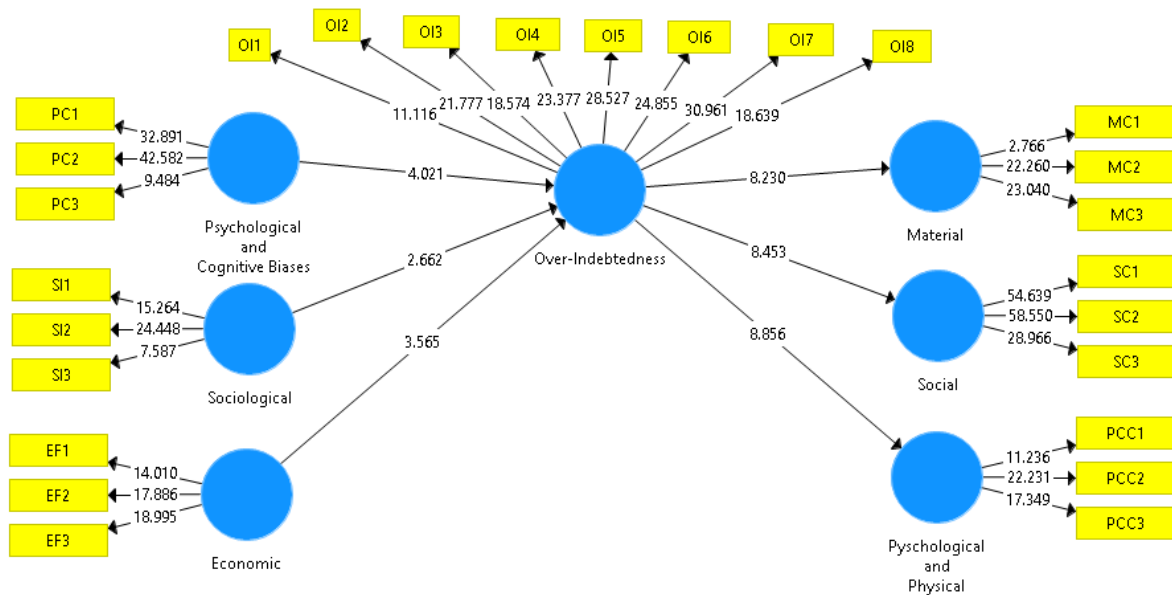 OI1
OI2
OI3
OI4
OI5
OI6
OI7
OI8
11.116
21.777
18.574
23.377
28.527
24.855
30.961
18.639
PC1
PC2
PC3
32.891
42.582
9.484
Psychological
and
Cognitive Biases
4.021
SI1
SI2
SI3
15.264
24.448
7.587
Sociological
2.662
EF1
EF2
EF3
14.010
17.886
18.995
Economic
3.565
Over-Indebtedness
8.230
8.453
8.856
Material
2.766
22.260
23.040
MC1
MC2
MC3
Social
54.639
58.550
28.966
SC1
SC2
SC3
Pyschological
and
Physical
11.236
22.231
17.349
PCC1
PCC2
PCC3